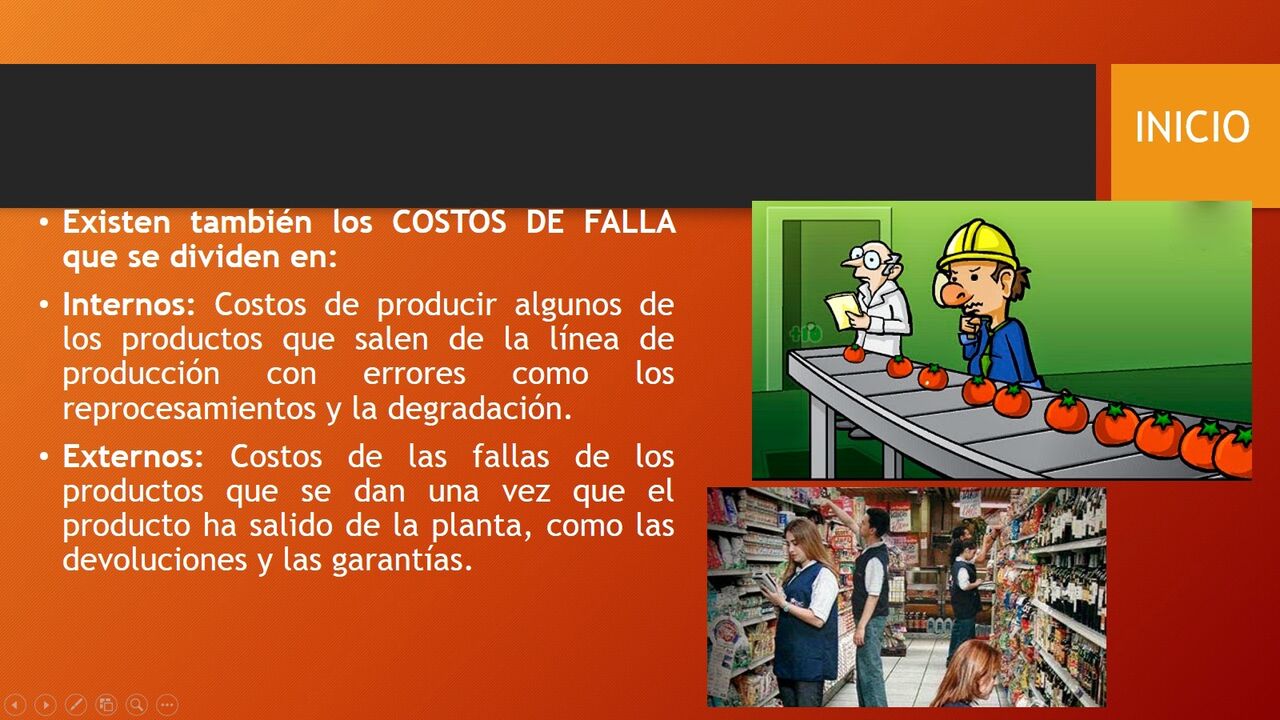 INICIO
• Existen también los COSTOS DE FALLA
que se dividen en:
• Internos: Costos de producir algunos de
los productos que salen de la línea de
producción con errores como los
reprocesamientos y la degradación.
• Externos: Costos de las fallas de los
productos que se dan una vez que el
producto ha salido de la planta, como las
devoluciones y las garantías.
+10